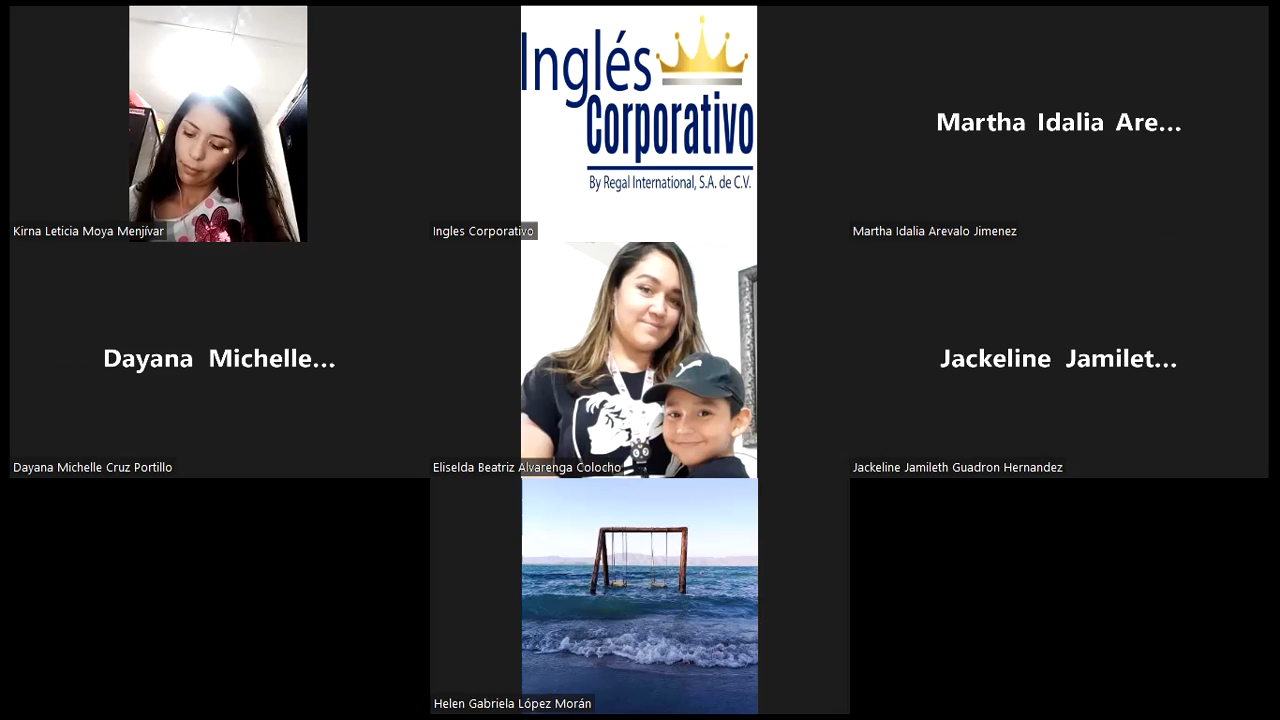 Inglés
Corporativo
By Regal International, S.A. de C.V.
Martha Idalia Are...
Kirna Leticia Moya Menjívar
Ingles Corporativo
Martha Idalia Arevalo Jimenez
Dayana Michelle...
Jackeline Jamilet...
Dayana Michelle Cruz Portillo
Eliselda Beatriz Alvarenga Colocho
Jackeline Jamileth Guadron Hernandez
Helen Gabriela López Morán